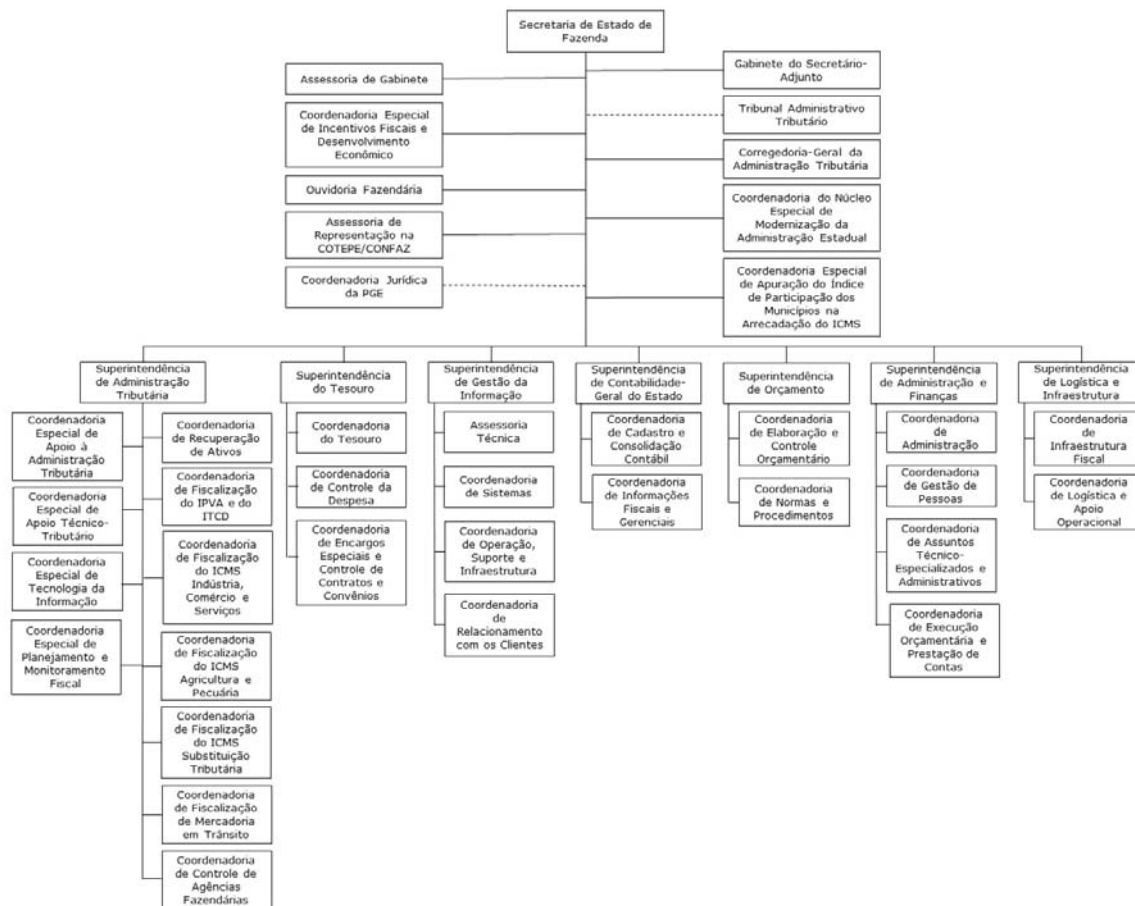 Secretaria de Estado de
Fazenda
Assessoria de Gabinete
Coordenadoria Especial
de Incentivos Fiscais e
Desenvolvimento
Econômico
Ouvidoria Fazendária
Assessoria de
Representação na
COTEPE/CONFAZ
Coordenadoria Jurídica
da PGE
Gabinete do Secretário-
Adjunto
Tribunal Administrativo
Tributário
Corregedoria-Geral da
Administração Tributária
Coordenadoria do Núcleo
Especial de
Modernização da
Administração Estadual
Coordenadoria Especial
de Apuração do Índice
de Participação dos
Municípios na
Arrecadação do ICMS
Superintendência
de Administração
Tributária
Coordenadoria
Especial de
Apoio à
Administração
Tributária
Coordenadoria
Especial de
Apoio Técnico-
Tributário
Coordenadoria
Especial de
Tecnologia da
Informação
Coordenadoria
Especial de
Planejamento e
Monitoramento
Fiscal
Coordenadoria
de Recuperação
de Ativos
Coordenadoria
de Fiscalização
do IPVA e do
ITCD
Coordenadoria
de Fiscalização
do ICMS
Indústria,
Comércio e
Serviços
Coordenadoria
de Fiscalização
do ICMS
Agricultura e
Pecuária
Coordenadoria
de Fiscalização
do ICMS
Substituição
Tributária
Coordenadoria
de Fiscalização
de Mercadoria
em Trânsito
Coordenadoria
de Controle de
Agências
Fazendárias
Superintendência
do Tesouro
Coordenadoria
do Tesouro
Coordenadoria
de Controle da
Despesa
Coordenadoria
de Encargos
Especiais e
Controle de
Contratos e
Convênios
Superintendência
de Gestão da
Informação
Assessoria
Técnica
Coordenadoria
de Sistemas
Coordenadoria
de Operação,
Suporte e
Infraestrutura
Coordenadoria
de
Relacionamento
com os Clientes
Superintendência
de Contabilidade-
Geral do Estado
Coordenadoria
de Cadastro e
Consolidação
Contábil
Coordenadoria
de Informações
Fiscais e
Gerenciais
Superintendência
de Orçamento
Coordenadoria
de Elaboração e
Controle
Orçamentário
Coordenadoria
de Normas e
Procedimentos
Superintendência
de Administração e
Finanças
Coordenadoria
de
Administração
Coordenadoria
de Gestão de
Pessoas
Coordenadoria
de Assuntos
Técnico-
Especializados e
Administrativos
Coordenadoria
de Execução
Orçamentária e
Prestação de
Contas
Superintendência
de Logística e
Infraestrutura
Coordenadoria
de
Infraestrutura
Fiscal
Coordenadoria
de Logística e
Apoio
Operacional